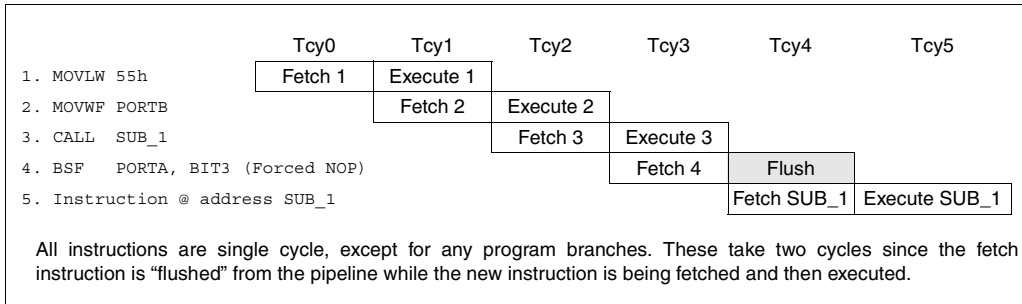 Tcy0 Tcy1 Tcy2 Tcy3 Tcy4 Tcy5
1. MOVLW 55h Fetch 1 Execute 1
2. MOVWF PORTB Fetch 2 Execute 2
3. CALL SUB_1 Fetch 3 Execute 3
4. BSF PORTA, BIT3 (Forced NOP) Fetch 4 Flush
5. Instruction @ address SUB_1 Fetch SUB_1 Execute SUB_1
All instructions are single cycle, except for any program branches. These take two cycles since the fetch
instruction is “flushed” from the pipeline while the new instruction is being fetched and then executed.